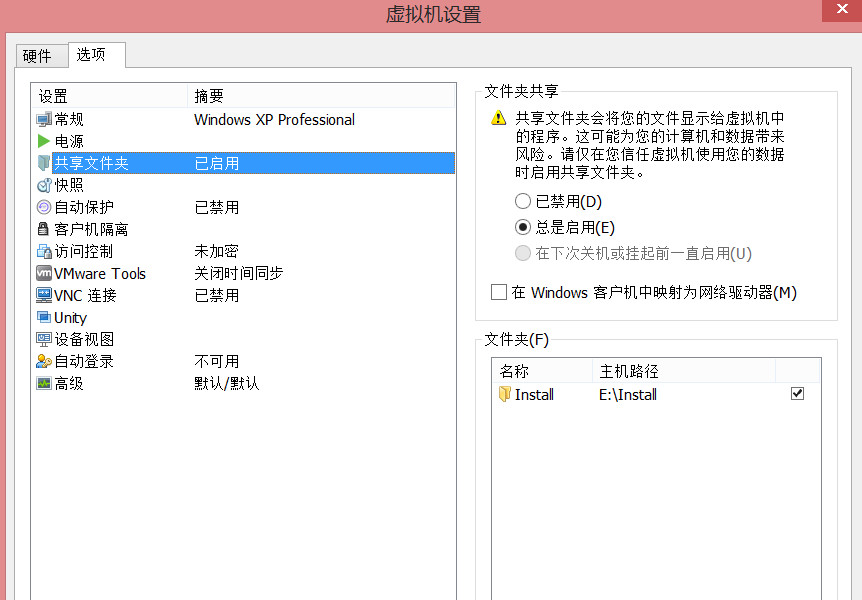 虚拟机设置
硬件 选项
设置 摘要
常规 Windows XP Professional
电源
共享文件夹 已启用
快照
自动保护 已禁用
客户机隔离
访问控制 未加密
VMware Tools 关闭时间同步
VNC 连接 已禁用
Unity
设备视图
自动登录 不可用
高级 默认/默认
文件夹共享
共享文件夹会将您的文件显示给虚拟机中
的程序。这可能为您的计算机和数据带来
风险。请仅在您信任虚拟机使用您的数据
时启用共享文件夹。
已禁用(D)
总是启用(E)
在下次关机或挂起前一直启用(U)
在 Windows 客户机中映射为网络驱动器(M)
文件夹(F)
名称 主机路径
Install E:\Install